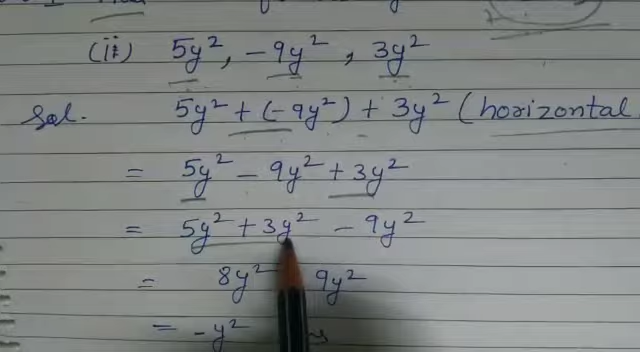 (ii) 5y², -9y², 3y²
Sol. 5y² + (-9y²) + 3y² (horizontal
= 5y² - 9y² + 3y²
= 5y² + 3y² - 9y²
= 8y² 9y²
= -y²